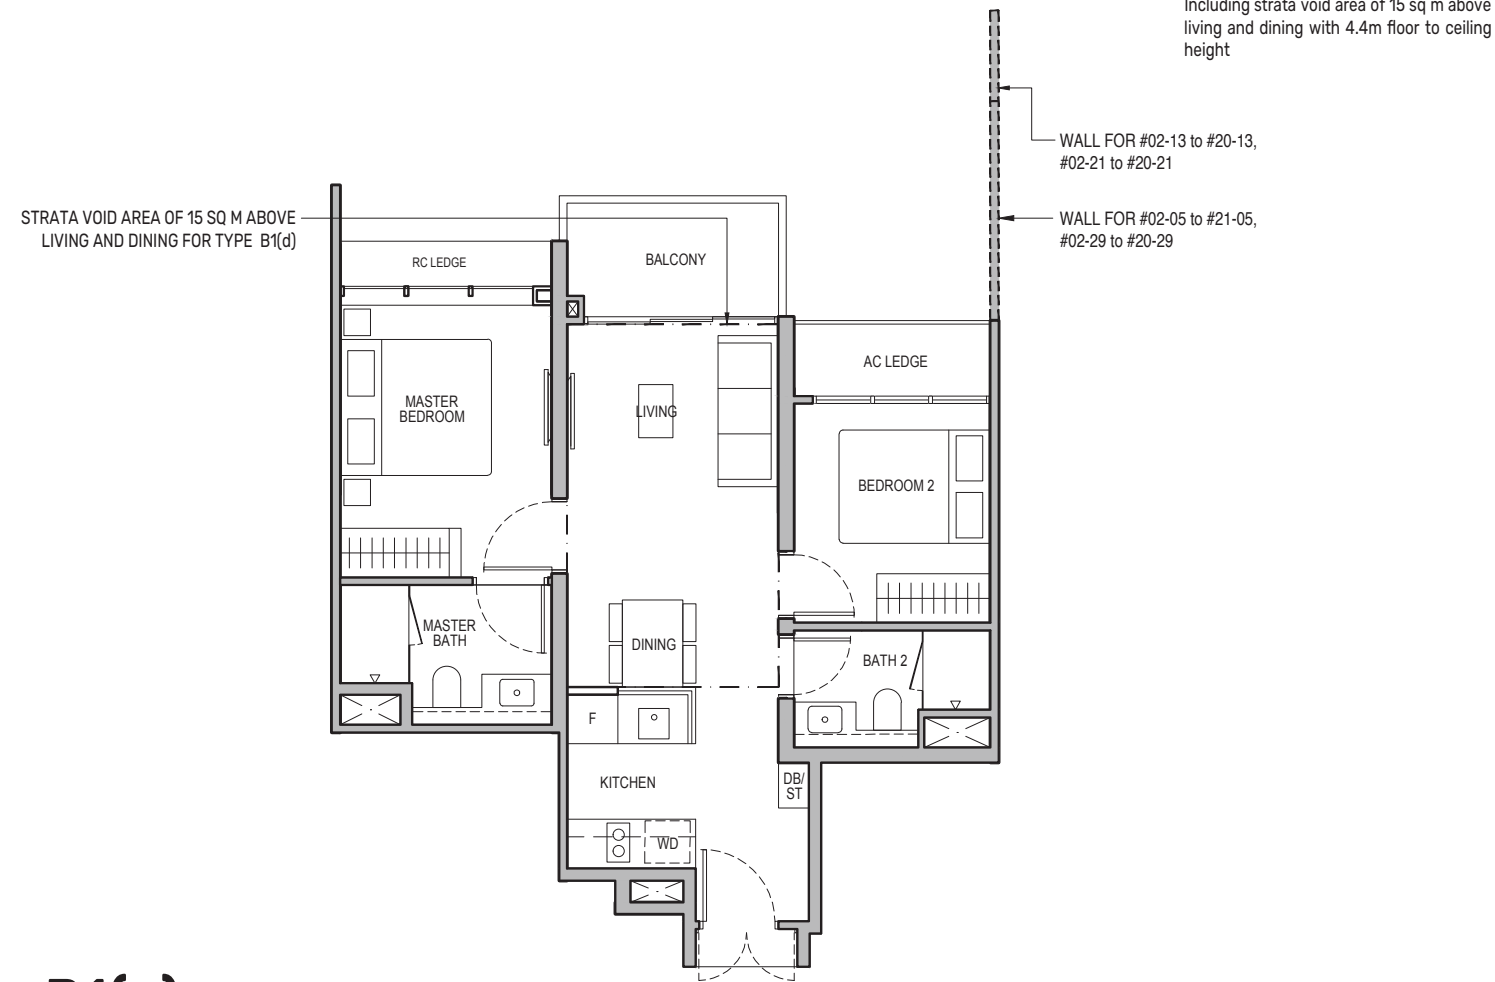 Including strata void area of 15 sq m above
living and dining with 4.4m floor to ceiling
height
WALL FOR #02-13 to #20-13,
#02-21 to #20-21
STRATA VOID AREA OF 15 SQ M ABOVE
LIVING AND DINING FOR TYPE B1(d)
WALL FOR #02-05 to #21-05,
#02-29 to #20-29
RC LEDGE
BALCONY
AC LEDGE
MASTER
BEDROOM
LIVING
BEDROOM 2
MASTER
BATH
DINING
BATH 2
F
KITCHEN
DB/
ST
WD